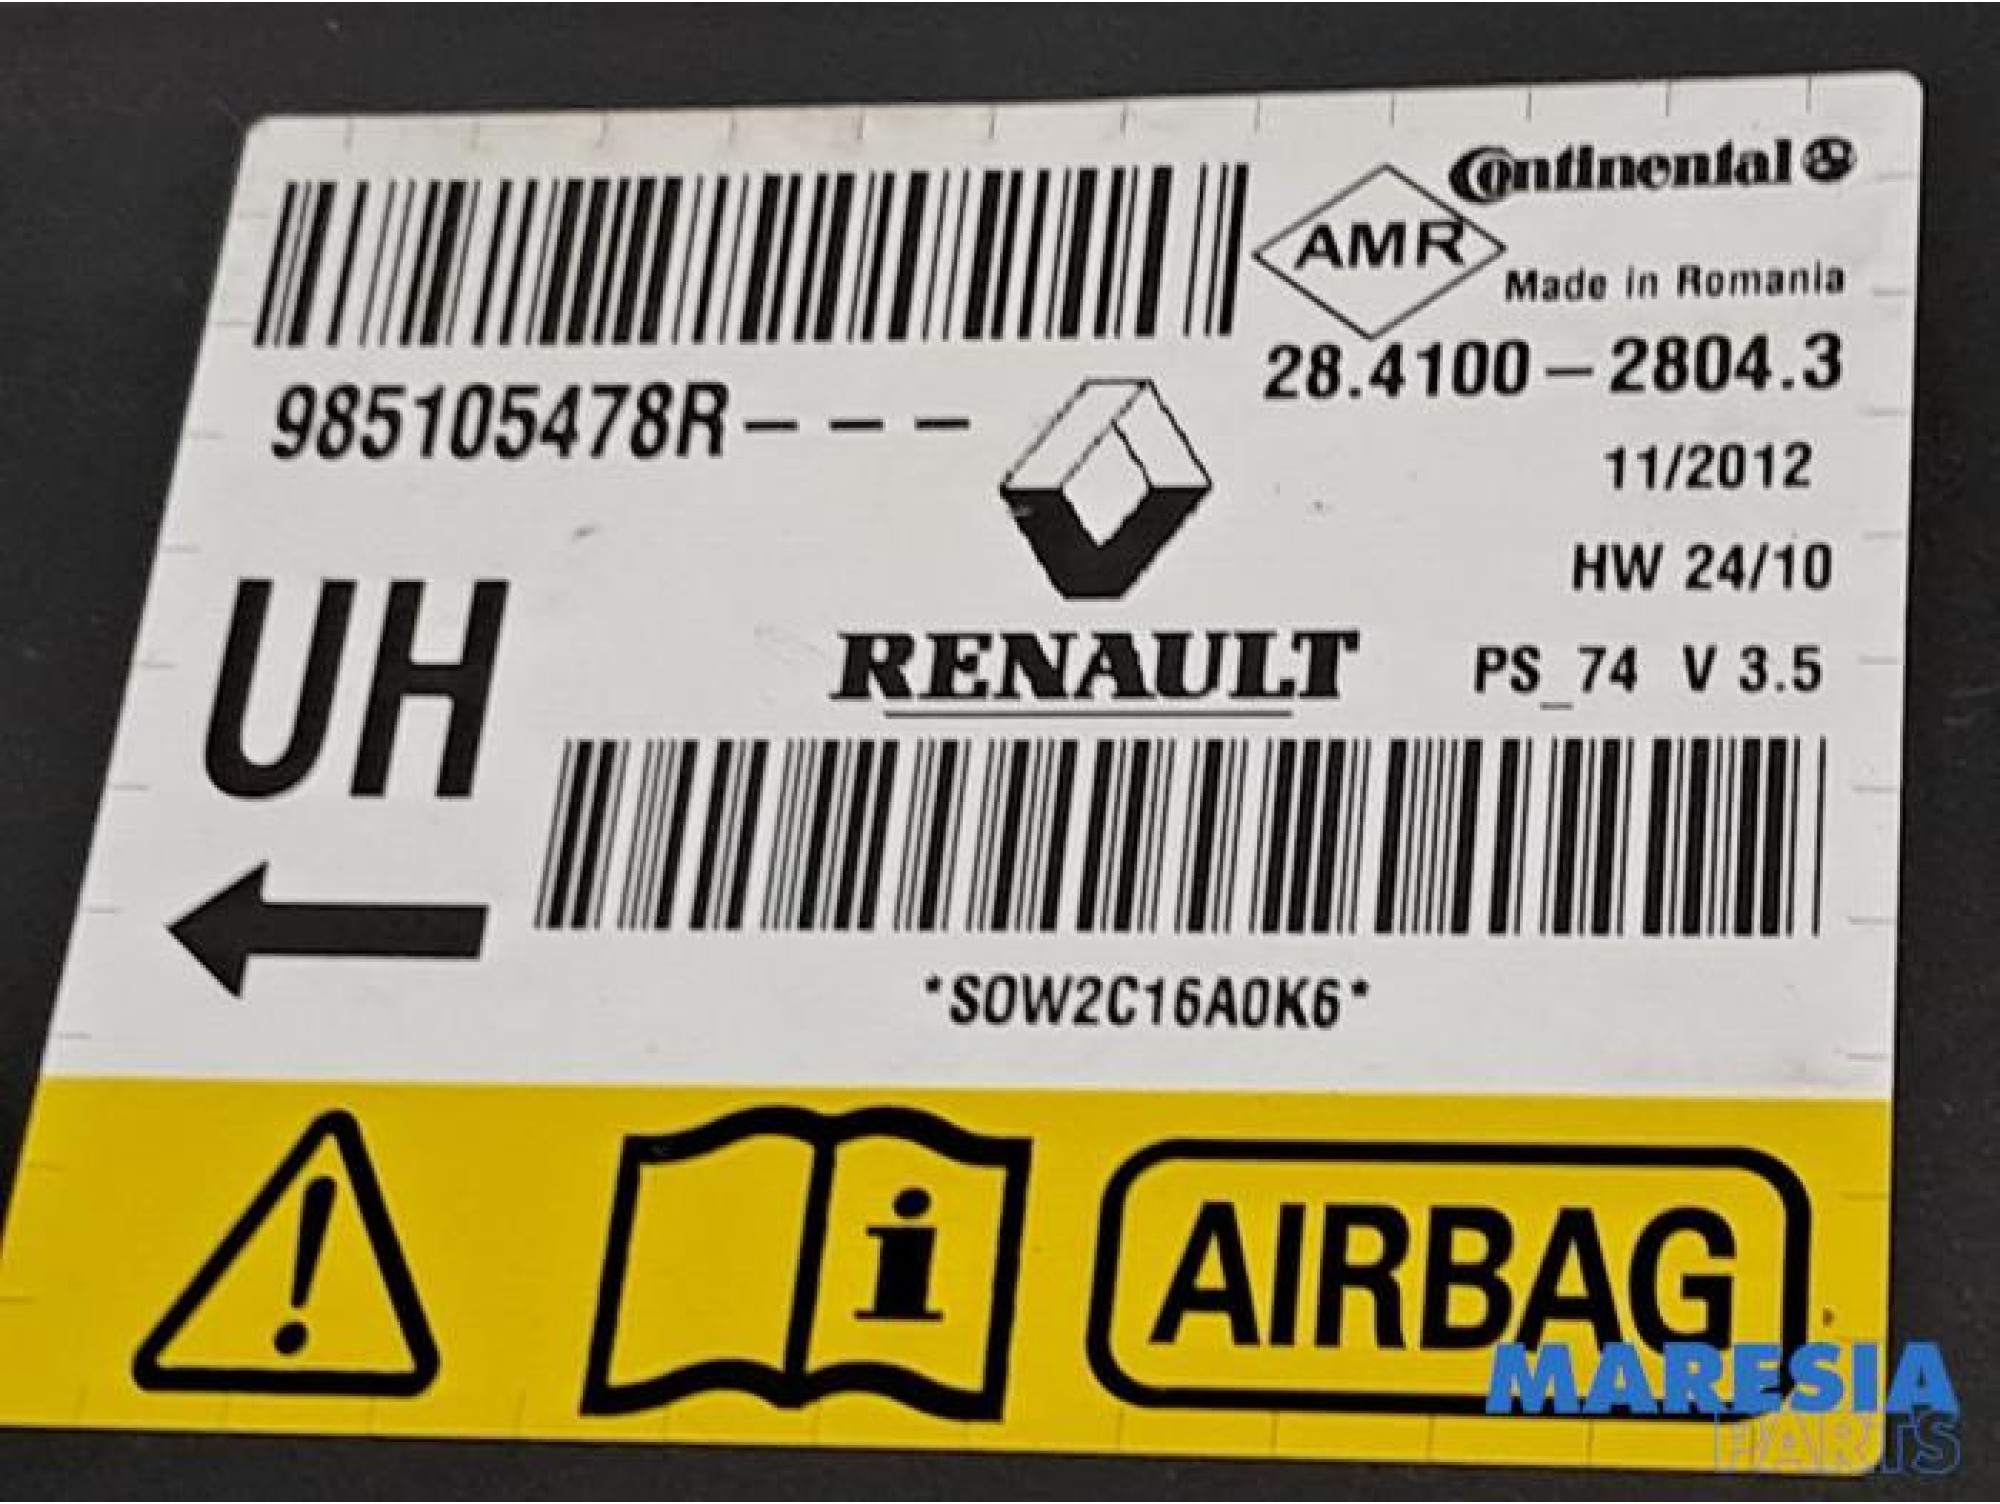 Continental
AMR
Made in Romania
985105478R---
28.4100-2804.3
11/2012
HW 24/10
UH
RENAULT
PS_74 V 3.5
*SOW2C16A0K6*
i
AIRBAG
MARESIA
PARTS